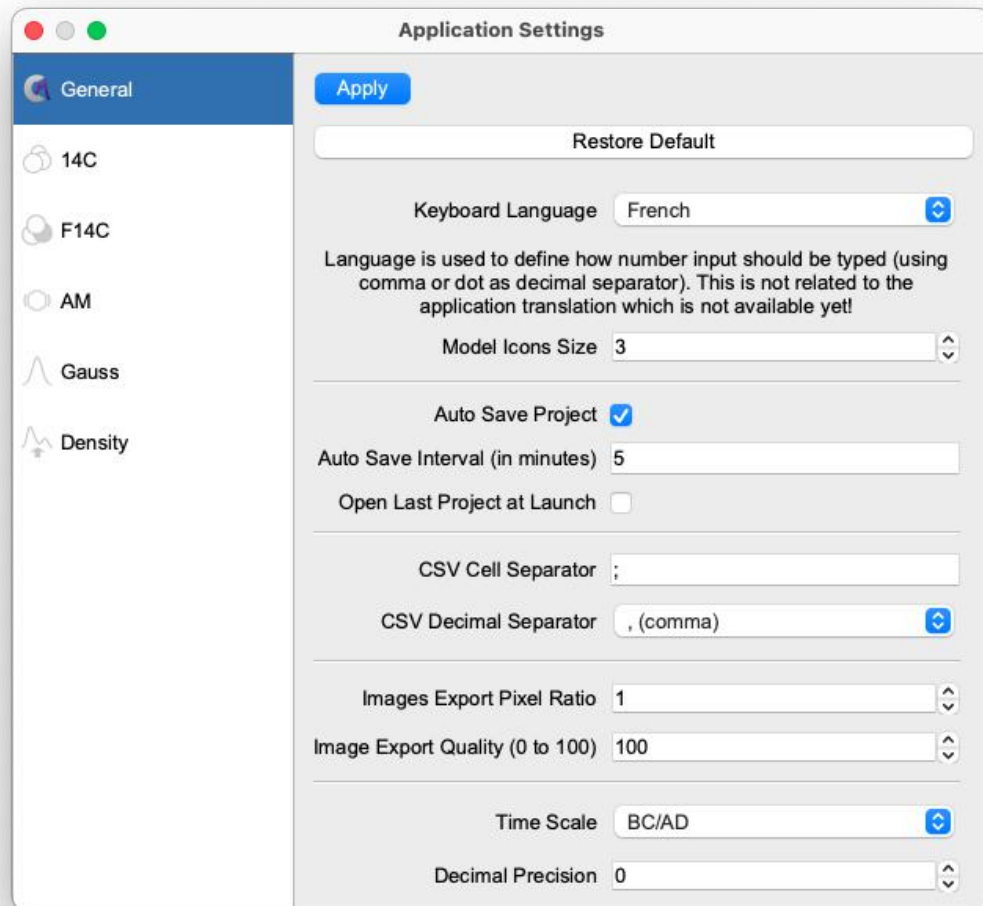 Application Settings
General
14C
F14C
AM
Gauss
Density
Apply
Restore Default
Keyboard Language French
Language is used to define how number input should be typed (using
comma or dot as decimal separator). This is not related to the
application translation which is not available yet!
Model Icons Size 3
Auto Save Project
Auto Save Interval (in minutes) 5
Open Last Project at Launch
CSV Cell Separator ;
CSV Decimal Separator , (comma)
Images Export Pixel Ratio 1
Image Export Quality (0 to 100) 100
Time Scale BC/AD
Decimal Precision 0